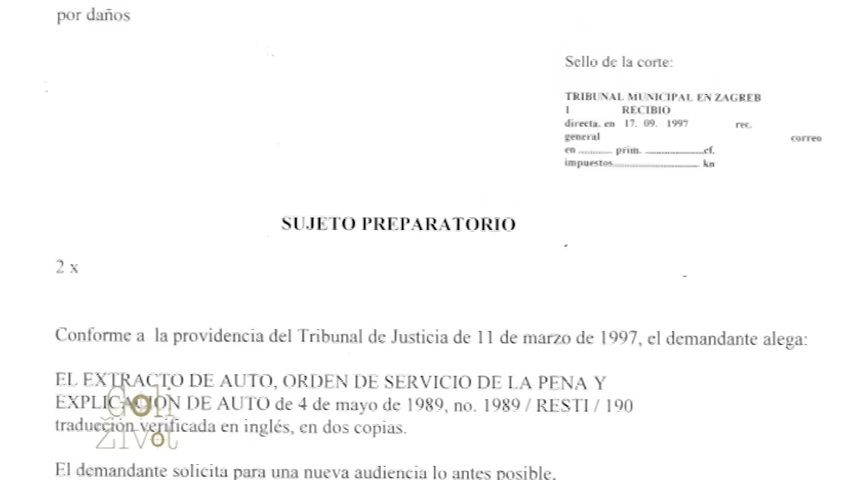 por daños
Sello de la corte:
TRIBUNAL MUNICIPAL EN ZAGREB
1 RECIBIO
directa. en 17. 09. 1997 rec.
general correo
en ........... prim. ....................ef.
impuestos............................. kn
SUJETO PREPARATORIO
2 x
Conforme a la providencia del Tribunal de Justicia de 11 de marzo de 1997, el demandante alega:
EL EXTRACTO DE AUTO, ORDEN DE SERVICIO DE LA PENA Y
EXPLICACION DE AUTO de 4 de mayo de 1989, no. 1989 / RESTI / 190
traducción verificada en inglés, en dos copias.
Goli
Život
El demandante solicita para una nueva audiencia lo antes posible.